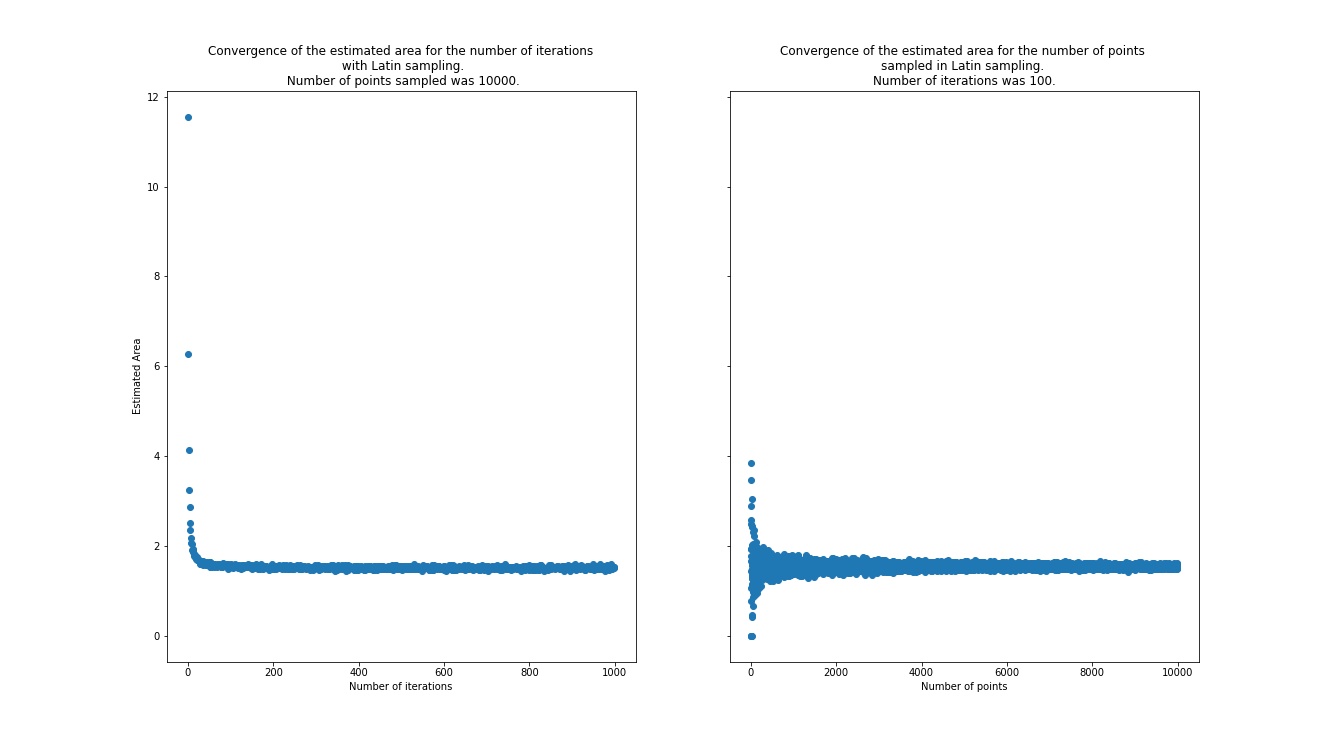 Convergence of the estimated area for the number of iterations
with Latin sampling.
Number of points sampled was 10000.
12
10
8
6
4
2
0
Estimated Area
0 200 400 600 800 1000
Number of iterations
Convergence of the estimated area for the number of points
sampled in Latin sampling.
Number of iterations was 100.
0 2000 4000 6000 8000 10000
Number of points